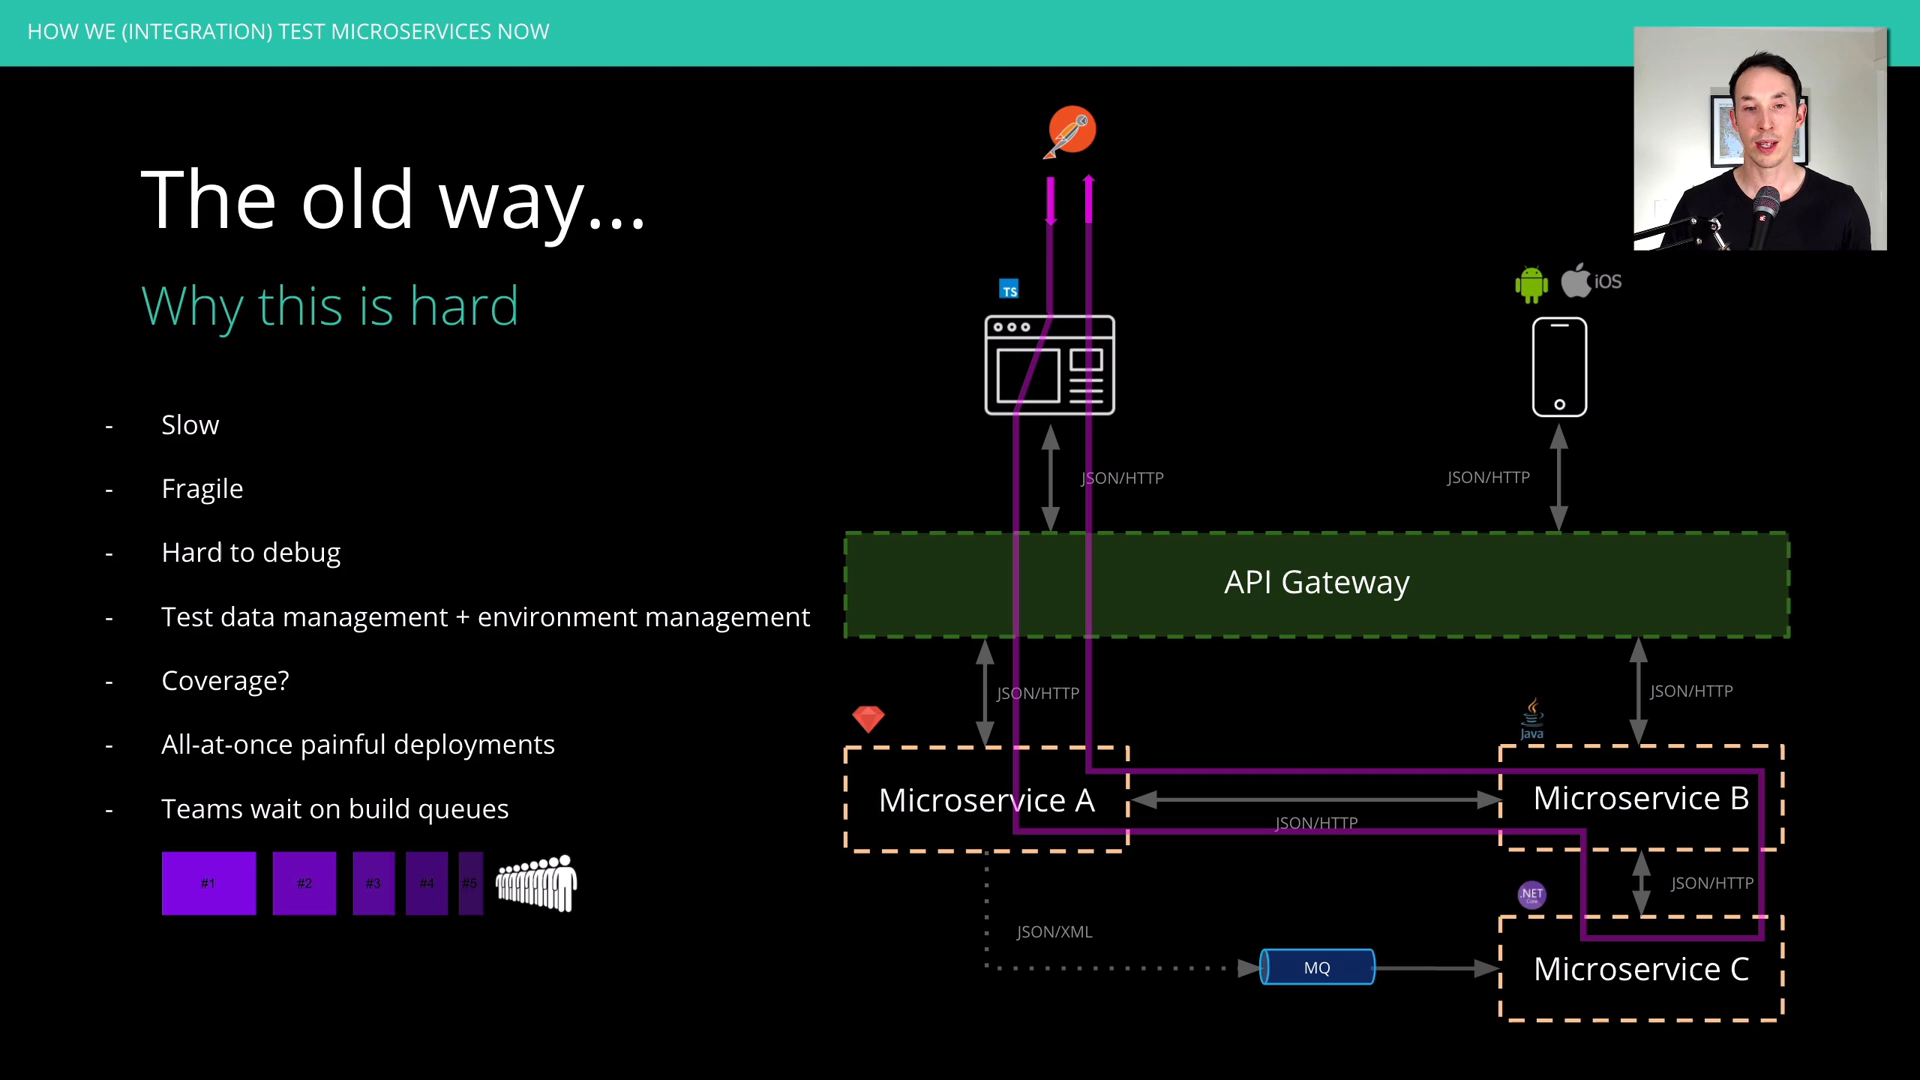 HOW WE (INTEGRATION) TEST MICROSERVICES NOW
The old way...
Why this is hard
- Slow
- Fragile
- Hard to debug
- Test data management + environment management
- Coverage?
- All-at-once painful deployments
- Teams wait on build queues
#1 #2 #3 #4 #5
TS
iOS
JSON/HTTP
JSON/HTTP
API Gateway
JSON/HTTP
JSON/HTTP
Java
Microservice A
Microservice B
JSON/HTTP
JSON/HTTP
.NET
Core
JSON/XML
MQ
Microservice C